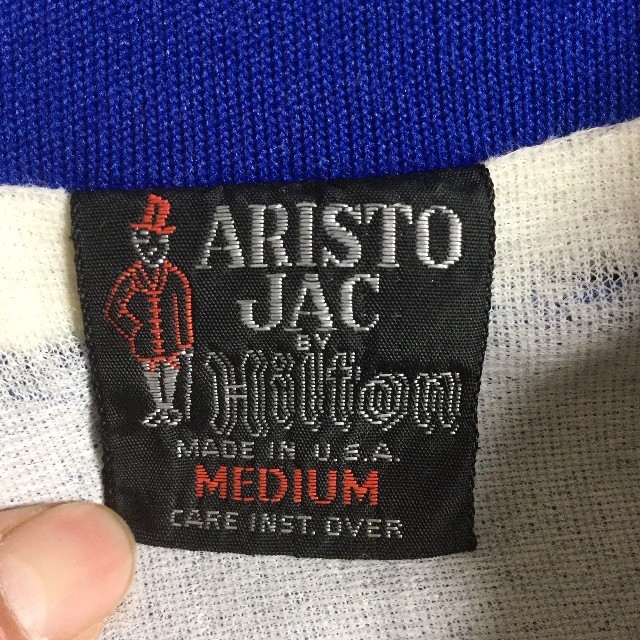 ARISTO
JAC
BY
Hilton
MADE IN U.S.A.
MEDIUM
CARE INST. OVER